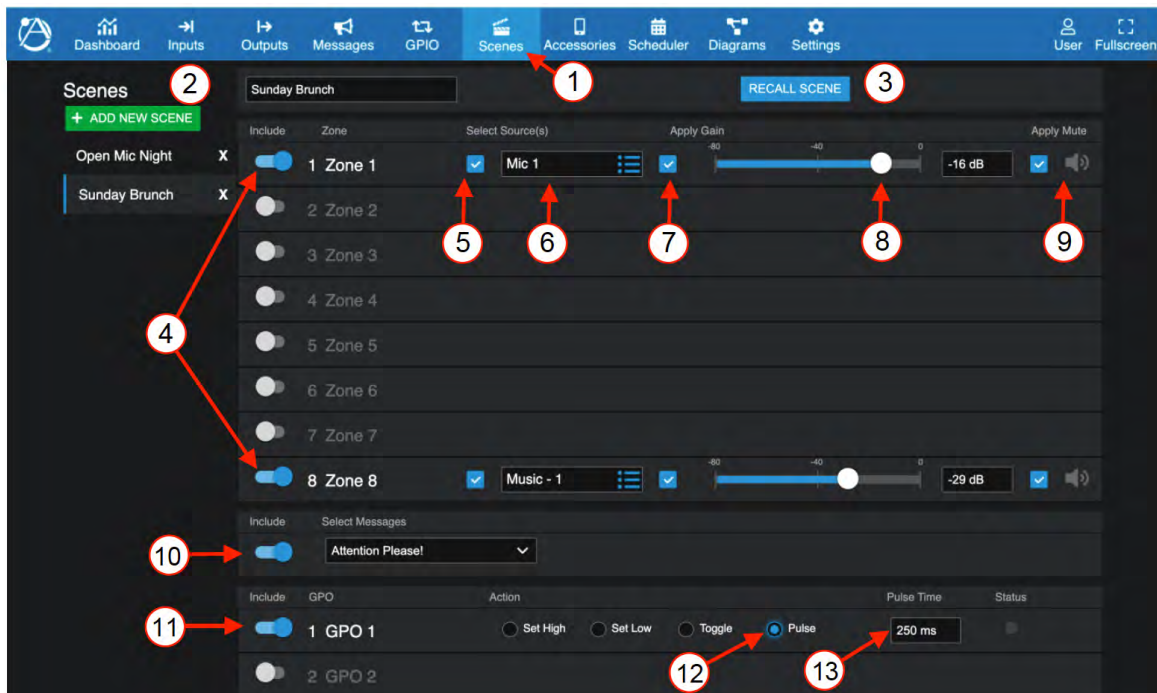 Dashboard Inputs Outputs Messages GPIO Scenes Accessories Scheduler Diagrams Settings User Fullscreen
1
Scenes 2 Sunday Brunch RECALL SCENE 3
+ ADD NEW SCENE
Include Zone Select Source(s) Apply Gain Apply Mute
-80 -40 0
Open Mic Night X
1 Zone 1 Mic 1 -16 dB
Sunday Brunch X
2 Zone 2
5 6 7 8 9
3 Zone 3
4 Zone 4
4
5 Zone 5
6 Zone 6
7 Zone 7
-80 -40 0
8 Zone 8 Music - 1 -29 dB
Include Select Messages
10 Attention Please!
Include GPO Action Pulse Time Status
11 1 GPO 1 Set High Set Low Toggle Pulse 250 ms
12 13
2 GPO 2